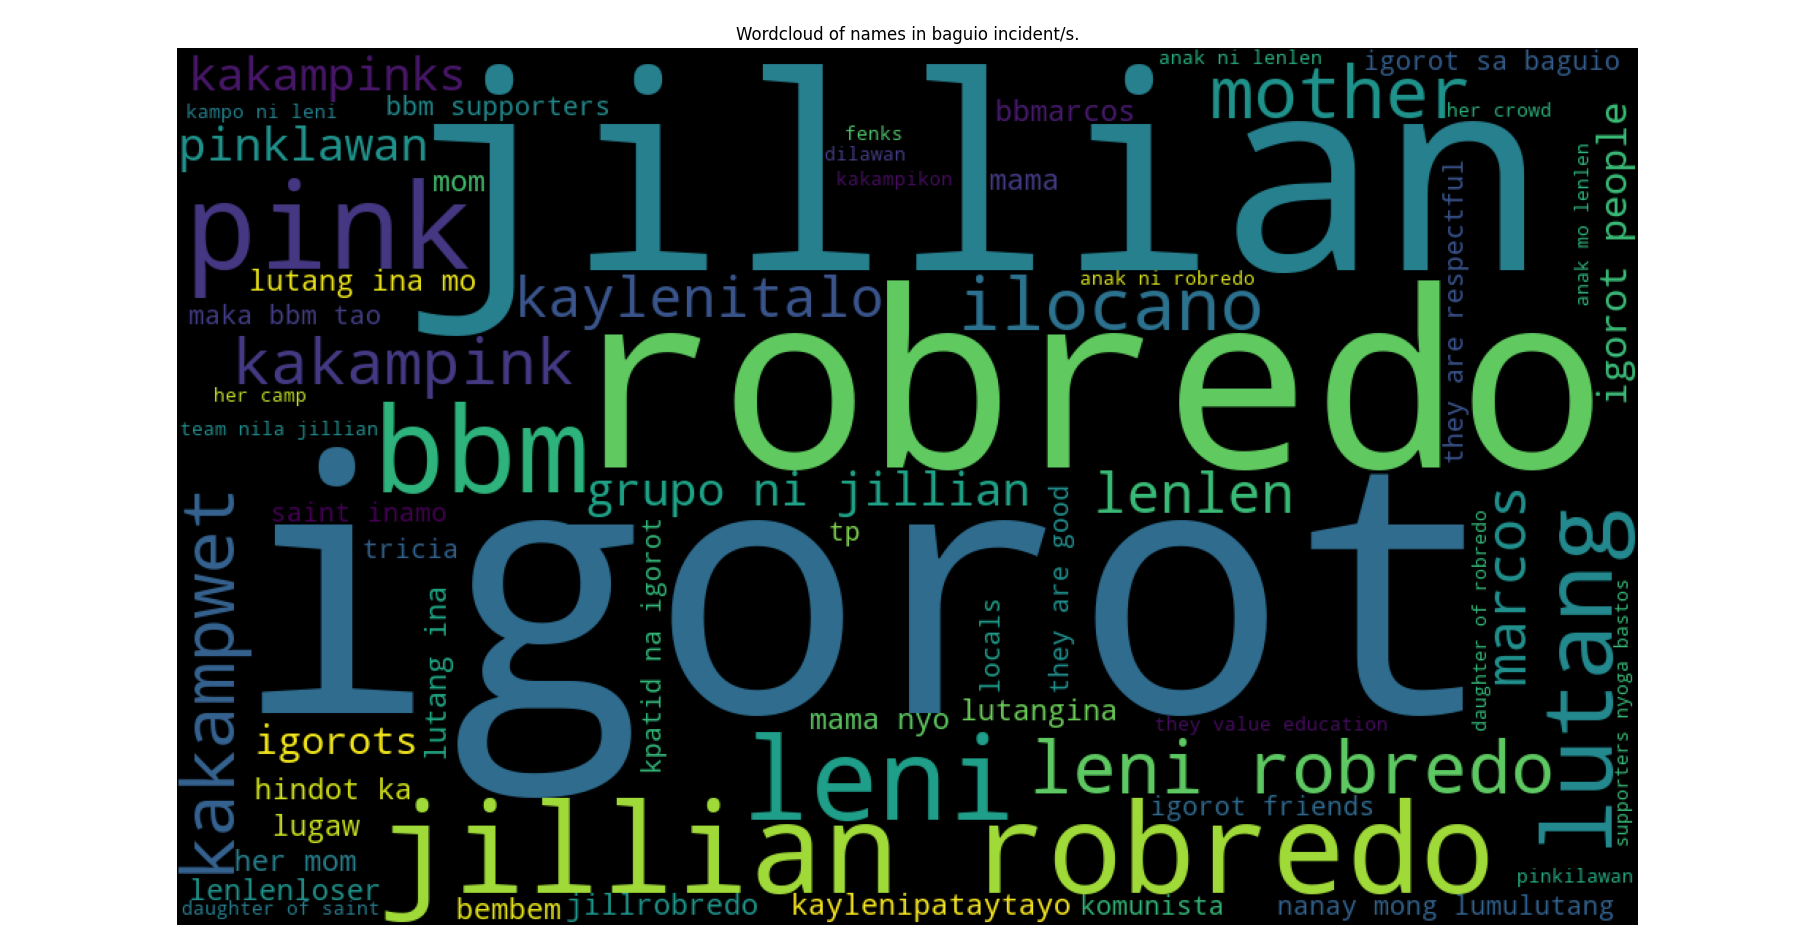 Wordcloud of names in baguio incident/s.
kakampinks
anak ni lenlen
igorot sa baguio
jillian
mother
kampo ni leni
bbm supporters
bbmarcos
her crowd
pinklawan
fenks
dilawan
igorot people
anak mo lenlen
pink
mom
kakampikon
mama
they are respectful
lutang ina mo
kaylenitalo
ilocano
anak ni robredo
maka bbm tao
kakampink
robredo
her camp
team nila jillian
bbm
grupo ni jillian
lenlen
kakampwet
saint inamo
tricia
igorot
tp
they are good
marcos
lutang
daughter of robredo
lutang ina
kpatid na igorot
locals
supporters nyoga bastos
igorots
mama nyo
lutangina
they value education
leni
leni robredo
hindot ka
igorot friends
lugaw
jillian robredo
her mom
lenlenloser
pinkilawan
daughter of saint
bembem
jillrobredo
kaylenipataytayo
komunista
nanay mong lumulutang